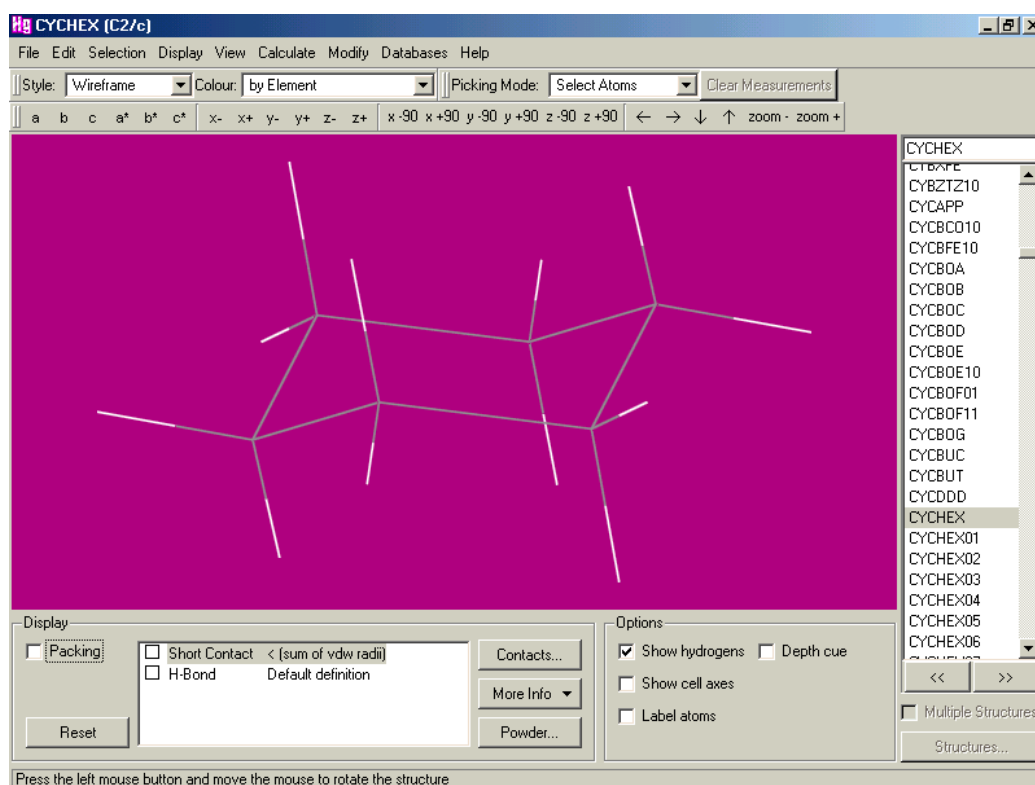 Hg CYCHEX (C2/c)
File Edit Selection Display View Calculate Modify Databases Help
Style: Wireframe Colour: by Element Picking Mode: Select Atoms Clear Measurements
a b c a* b* c* x- x+ y- y+ z- z+ x -90 x +90 y -90 y +90 z -90 z +90 ← → ↓ ↑ zoom - zoom +
CYCHEX
CYBZTZ10
CYCAPP
CYCBCO10
CYCBFE10
CYCBOA
CYCBOB
CYCBOC
CYCBOD
CYCBOE
CYCBOE10
CYCBOF01
CYCBOF11
CYCBOG
CYCBUC
CYCBUT
CYCDDD
CYCHEX
CYCHEX01
CYCHEX02
CYCHEX03
CYCHEX04
CYCHEX05
CYCHEX06
<< >>
Multiple Structures
Structures...
Display
Packing
Short Contact < (sum of vdw radii)
H-Bond Default definition
Reset
Contacts...
More Info
Powder...
Options
Show hydrogens Depth cue
Show cell axes
Label atoms
Press the left mouse button and move the mouse to rotate the structure